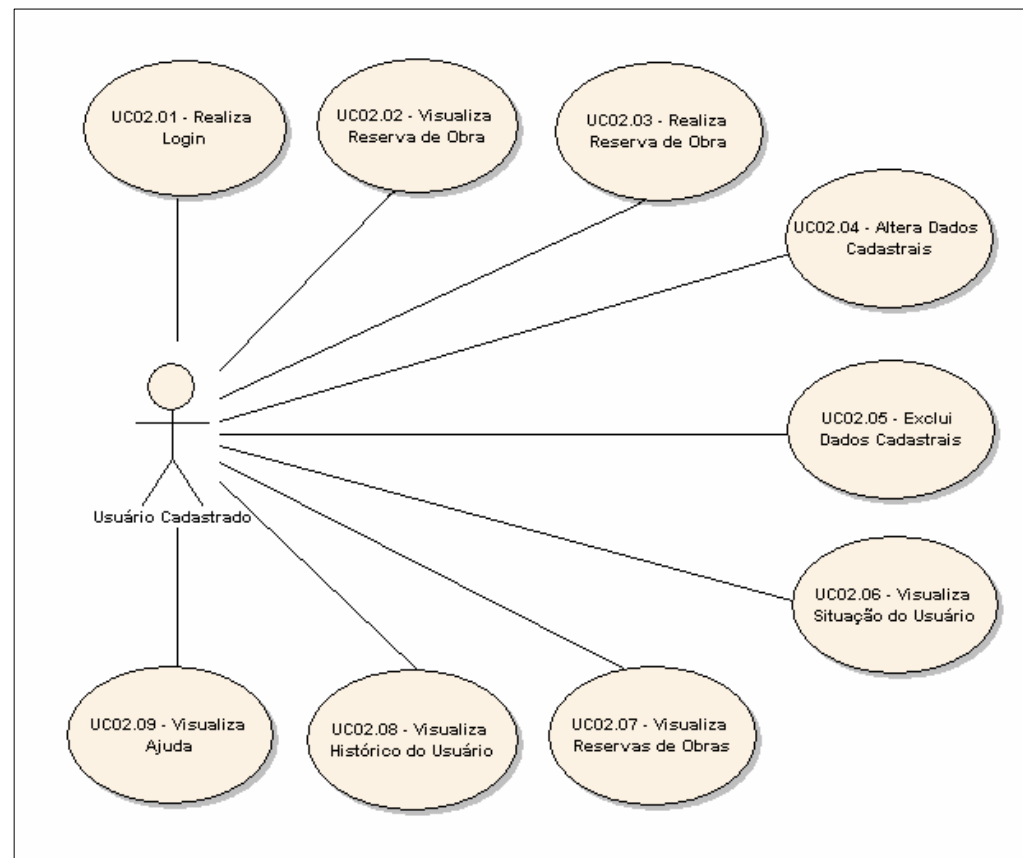 UC02.01 - Realiza
Login
UC02.02 - Visualiza
Reserva de Obra
UC02.03 - Realiza
Reserva de Obra
UC02.04 - Altera Dados
Cadastrais
UC02.05 - Exclui
Dados Cadastrais
Usuário Cadastrado
UC02.06 - Visualiza
Situação do Usuário
UC02.09 - Visualiza
Ajuda
UC02.08 - Visualiza
Histórico do Usuário
UC02.07 - Visualiza
Reservas de Obras